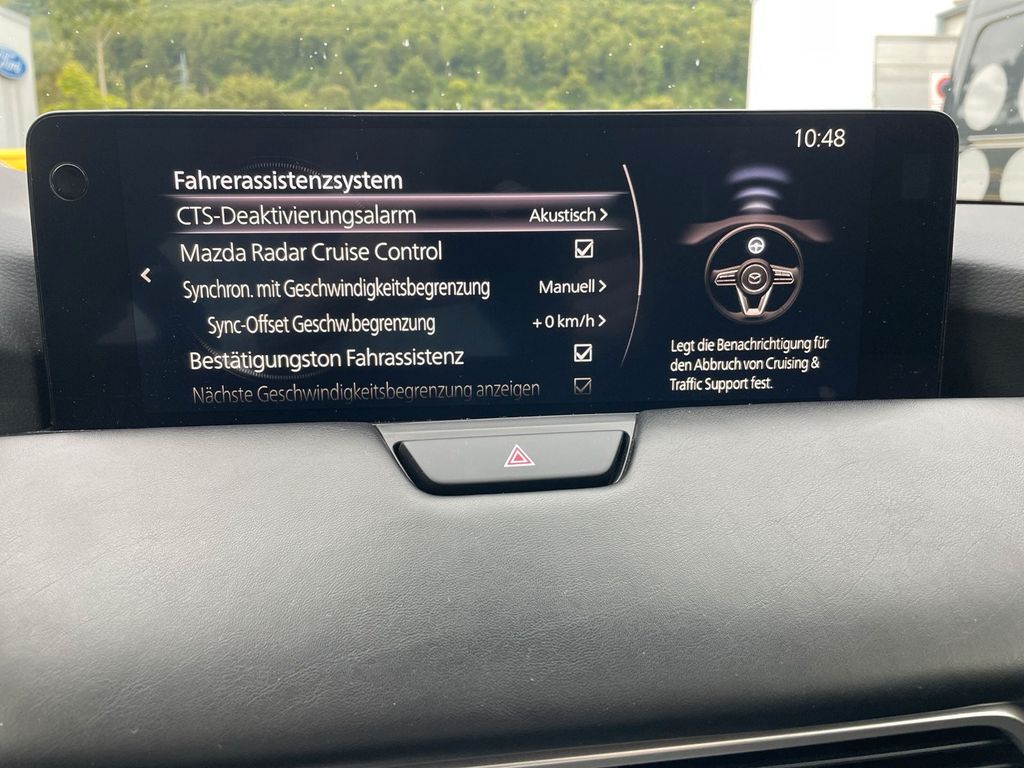 Ford
10:48
Fahrerassistenzsystem
CTS-Deaktivierungsalarm Akustisch
Mazda Radar Cruise Control
Synchron. mit Geschwindigkeitsbegrenzung Manuell
Sync-Offset Geschw.begrenzung +0 km/h
Bestätigungston Fahrassistenz
Nächste Geschwindigkeitsbegrenzung anzeigen
Legt die Benachrichtigung für
den Abbruch von Cruising &
Traffic Support fest.